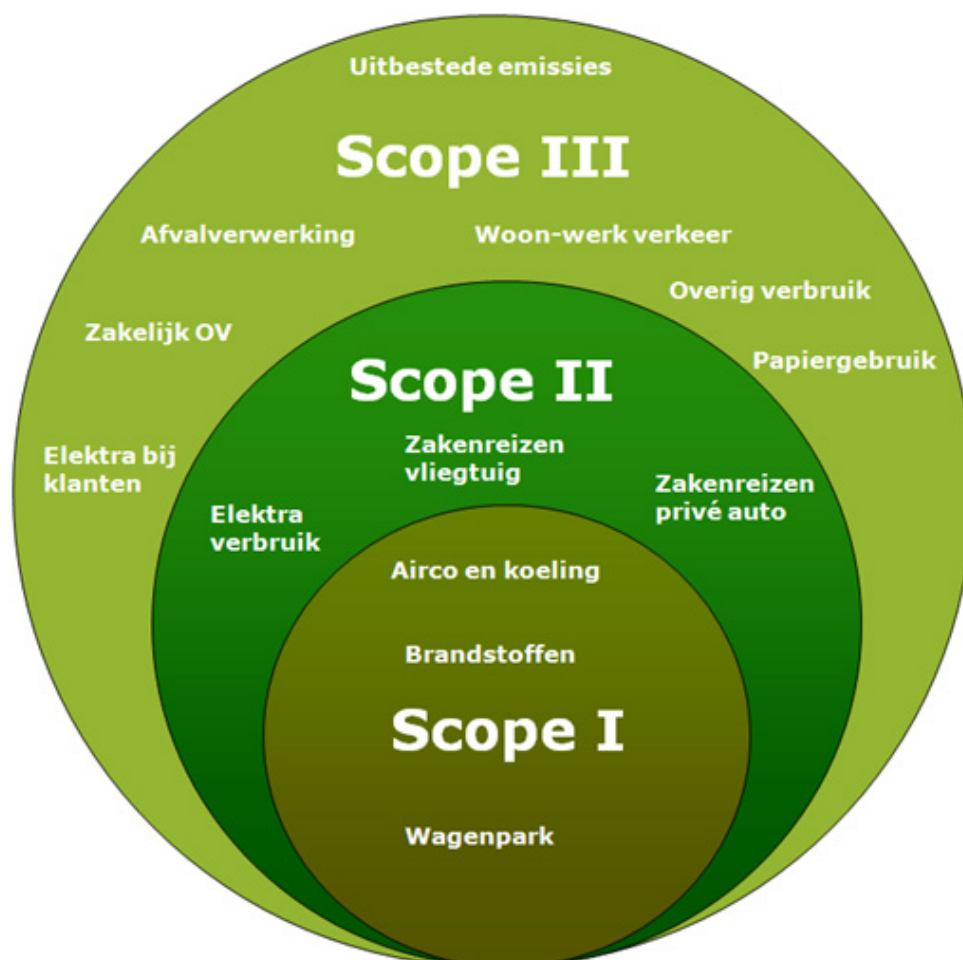 Uitbestede emissies
Scope III
Afvalverwerking
Woon-werk verkeer
Overig verbruik
Zakelijk OV
Papiergebruik
Elektra bij
klanten
Scope II
Zakenreizen
vliegtuig
Zakenreizen
privé auto
Elektra
verbruik
Airco en koeling
Brandstoffen
Scope I
Wagenpark